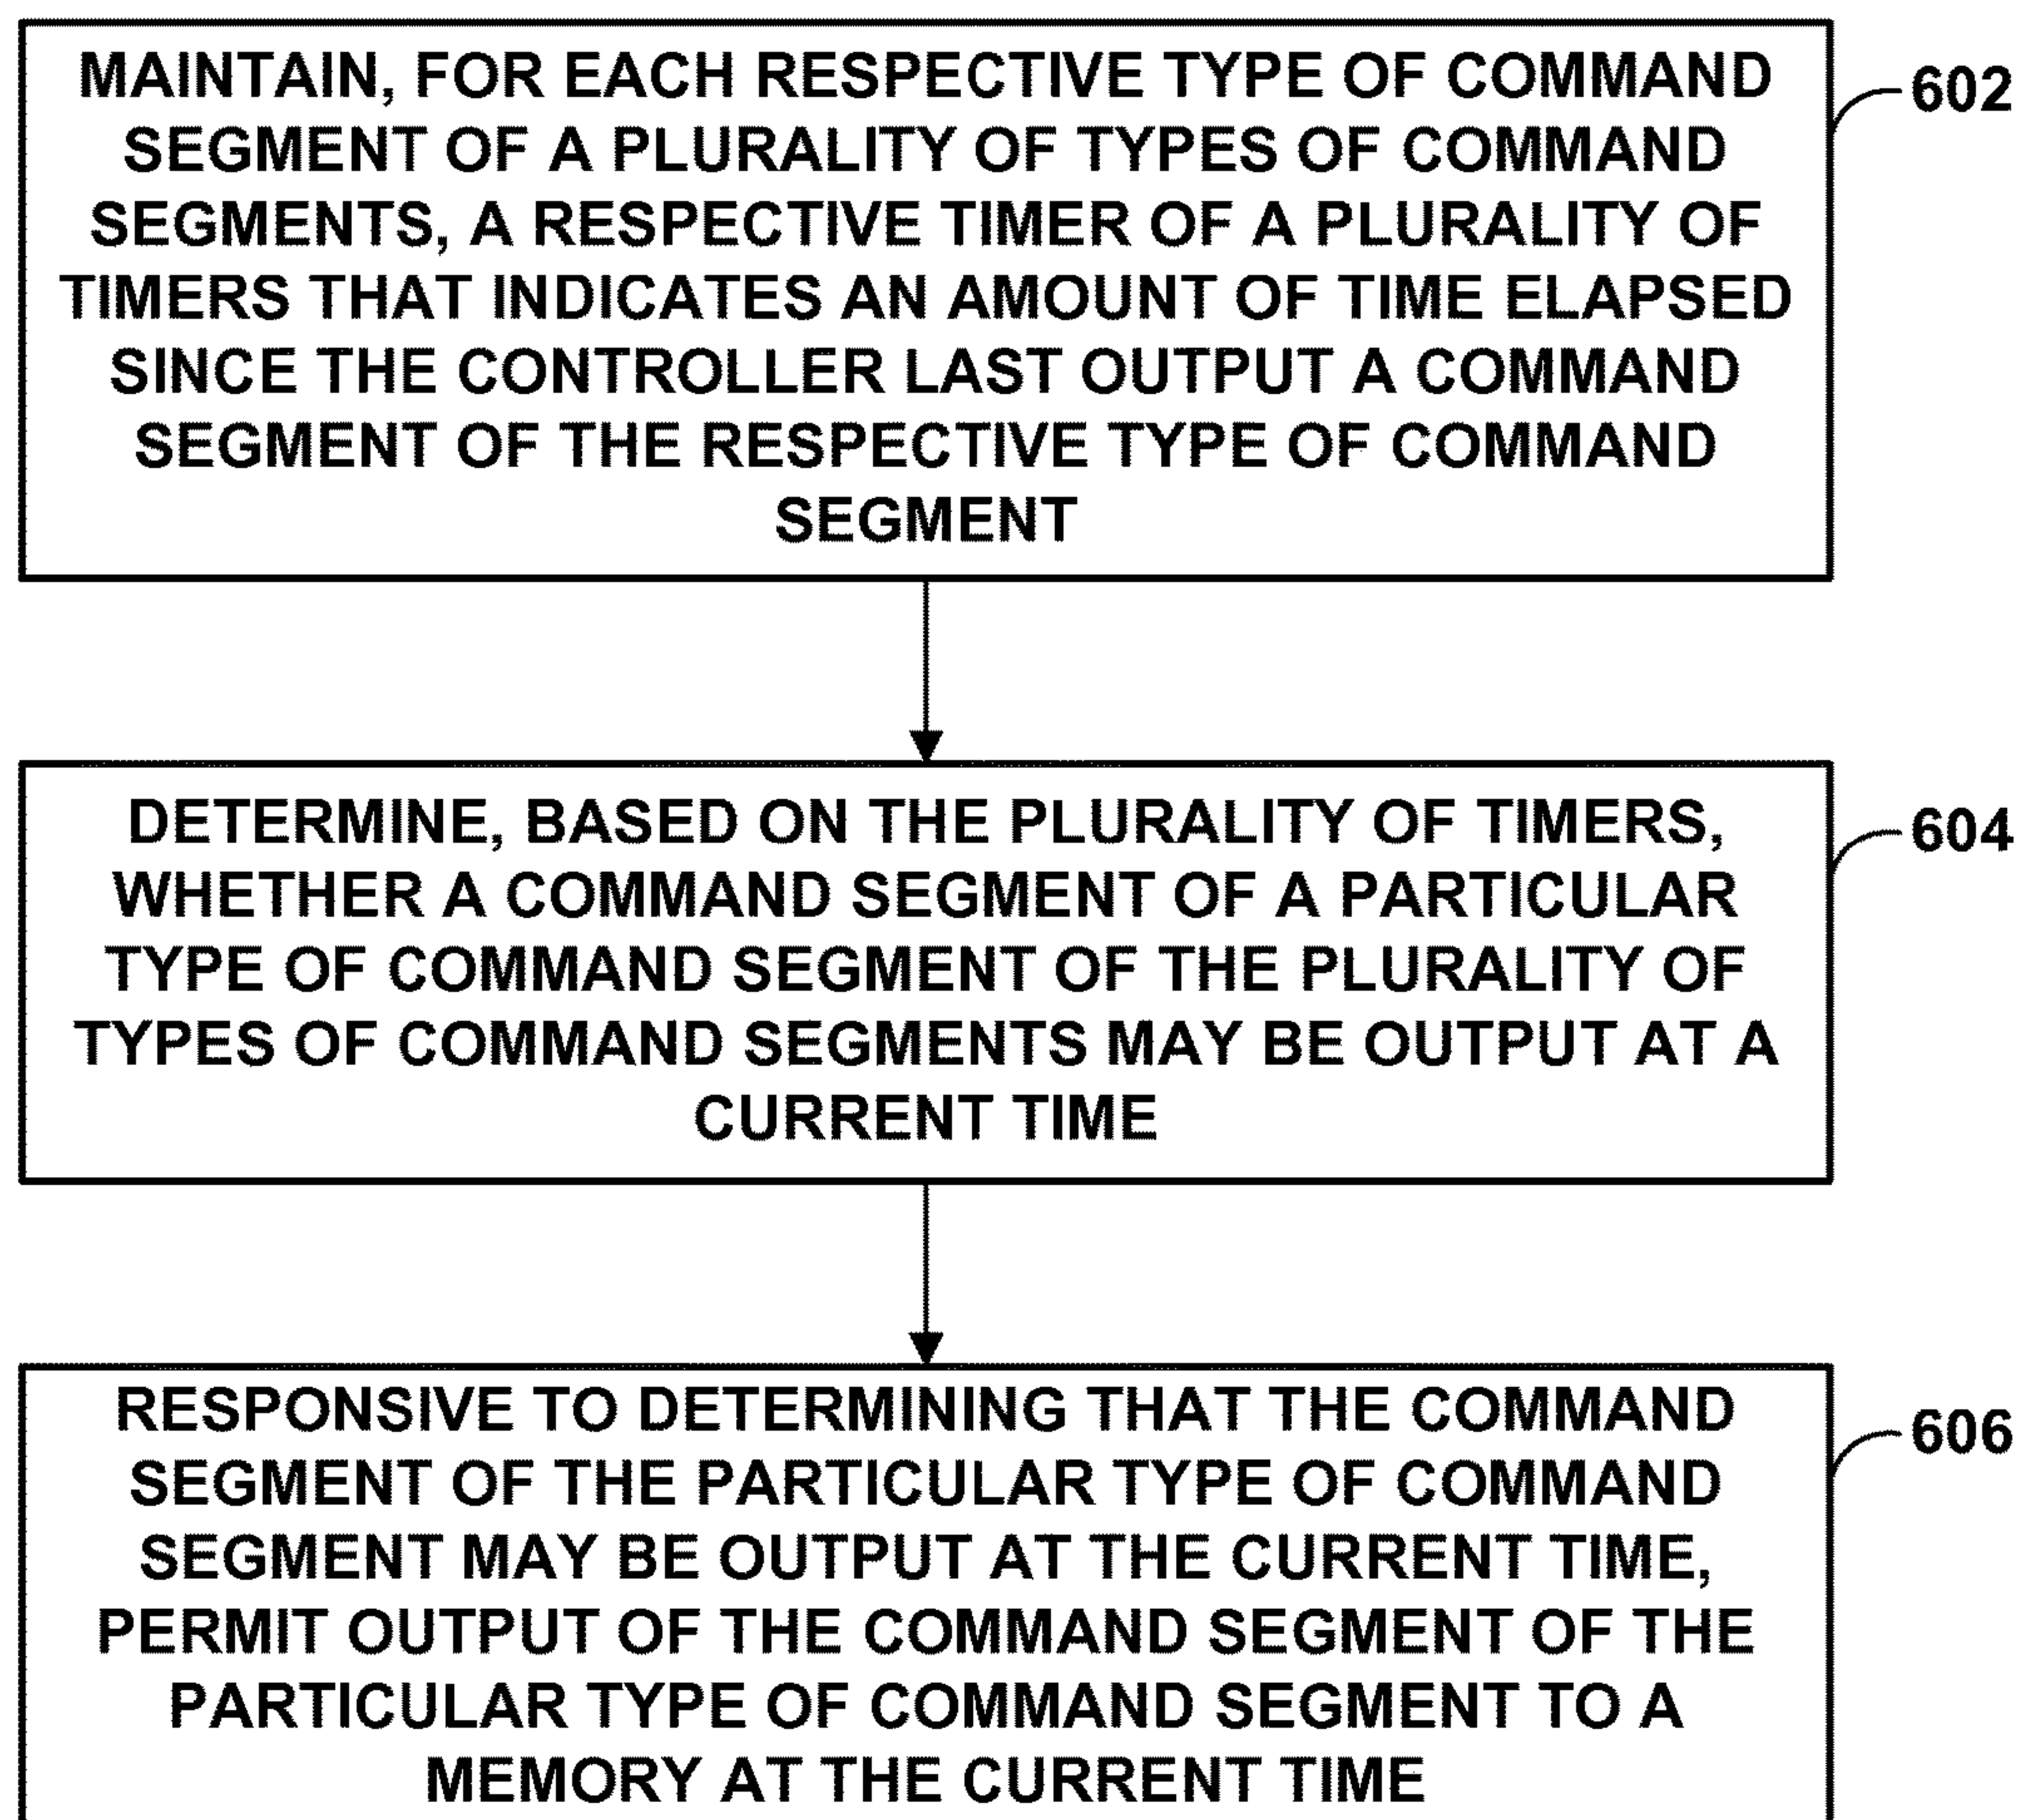 MAINTAIN, FOR EACH RESPECTIVE TYPE OF COMMAND
SEGMENT OF A PLURALITY OF TYPES OF COMMAND
SEGMENTS, A RESPECTIVE TIMER OF A PLURALITY OF
TIMERS THAT INDICATES AN AMOUNT OF TIME ELAPSED
SINCE THE CONTROLLER LAST OUTPUT A COMMAND
SEGMENT OF THE RESPECTIVE TYPE OF COMMAND
SEGMENT
602
DETERMINE, BASED ON THE PLURALITY OF TIMERS,
WHETHER A COMMAND SEGMENT OF A PARTICULAR
TYPE OF COMMAND SEGMENT OF THE PLURALITY OF
TYPES OF COMMAND SEGMENTS MAY BE OUTPUT AT A
CURRENT TIME
604
RESPONSIVE TO DETERMINING THAT THE COMMAND
SEGMENT OF THE PARTICULAR TYPE OF COMMAND
SEGMENT MAY BE OUTPUT AT THE CURRENT TIME,
PERMIT OUTPUT OF THE COMMAND SEGMENT OF THE
PARTICULAR TYPE OF COMMAND SEGMENT TO A
MEMORY AT THE CURRENT TIME
606